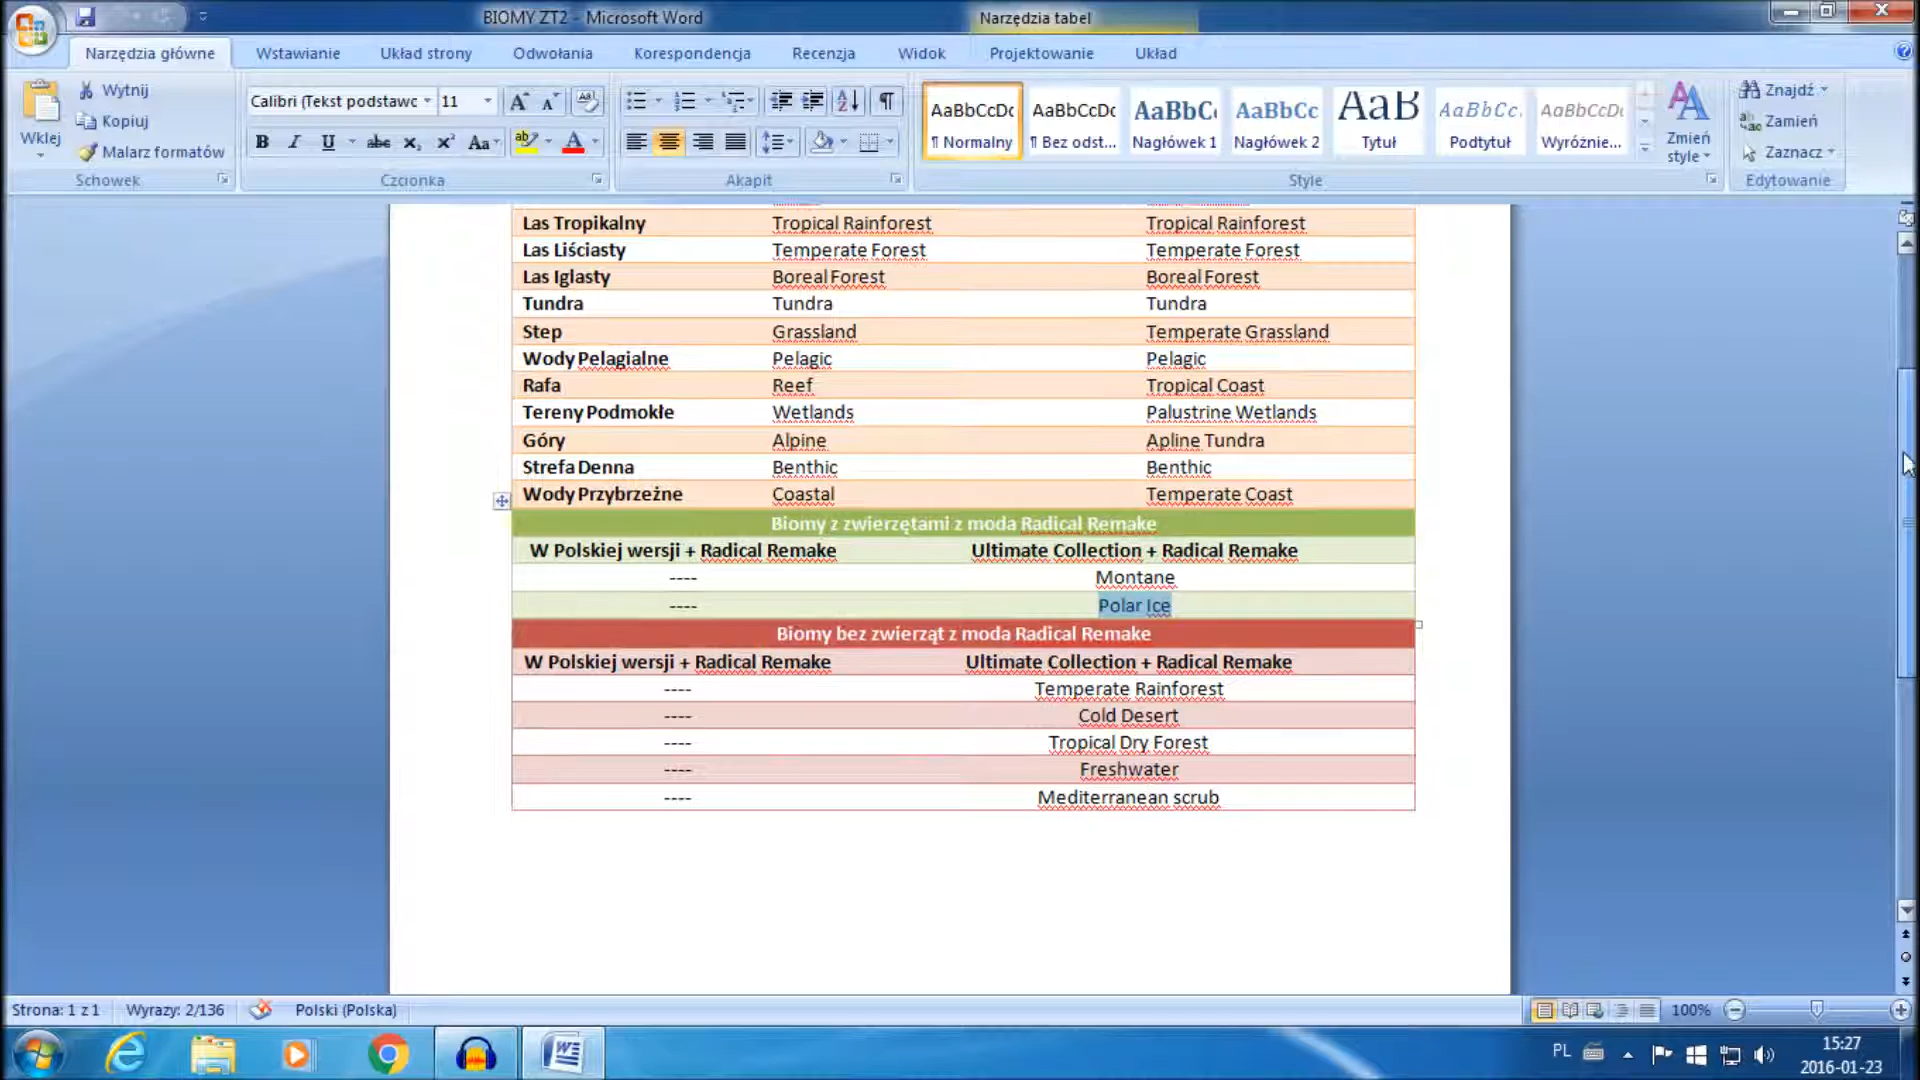 BIOMY ZT2 - Microsoft Word
Narzędzia tabel
Narzędzia główne Wstawianie Układ strony Odwołania Korespondencja Recenzja Widok Projektowanie Układ
Wklej
Wytnij
Kopiuj
Malarz formatów
Schowek
Calibri (Tekst podstawc 11
B I U abc x₂ x² Aa ab A
Czcionka
Akapit
AaBbCcDc AaBbCcDc AaBbC AaBbCc AaB AaBbCc. AaBbCcDc
¶ Normalny ¶ Bez odst... Nagłówek 1 Nagłówek 2 Tytuł Podtytuł Wyróżnie...
Zmień style
Style
Znajdź
Zamień
Zaznacz
Edytowanie
Las Tropikalny Tropical Rainforest Tropical Rainforest
Las Liściasty Temperate Forest Temperate Forest
Las Iglasty Boreal Forest Boreal Forest
Tundra Tundra Tundra
Step Grassland Temperate Grassland
Wody Pelagialne Pelagic Pelagic
Rafa Reef Tropical Coast
Tereny Podmokłe Wetlands Palustrine Wetlands
Góry Alpine Apline Tundra
Strefa Denna Benthic Benthic
Wody Przybrzeżne Coastal Temperate Coast
Biomy z zwierzętami z moda Radical Remake
W Polskiej wersji + Radical Remake Ultimate Collection + Radical Remake
---- Montane
---- Polar Ice
Biomy bez zwierząt z moda Radical Remake
W Polskiej wersji + Radical Remake Ultimate Collection + Radical Remake
---- Temperate Rainforest
---- Cold Desert
---- Tropical Dry Forest
---- Freshwater
---- Mediterranean scrub
Strona: 1 z 1 Wyrazy: 2/136 Polski (Polska) 100%
PL 15:27
2016-01-23